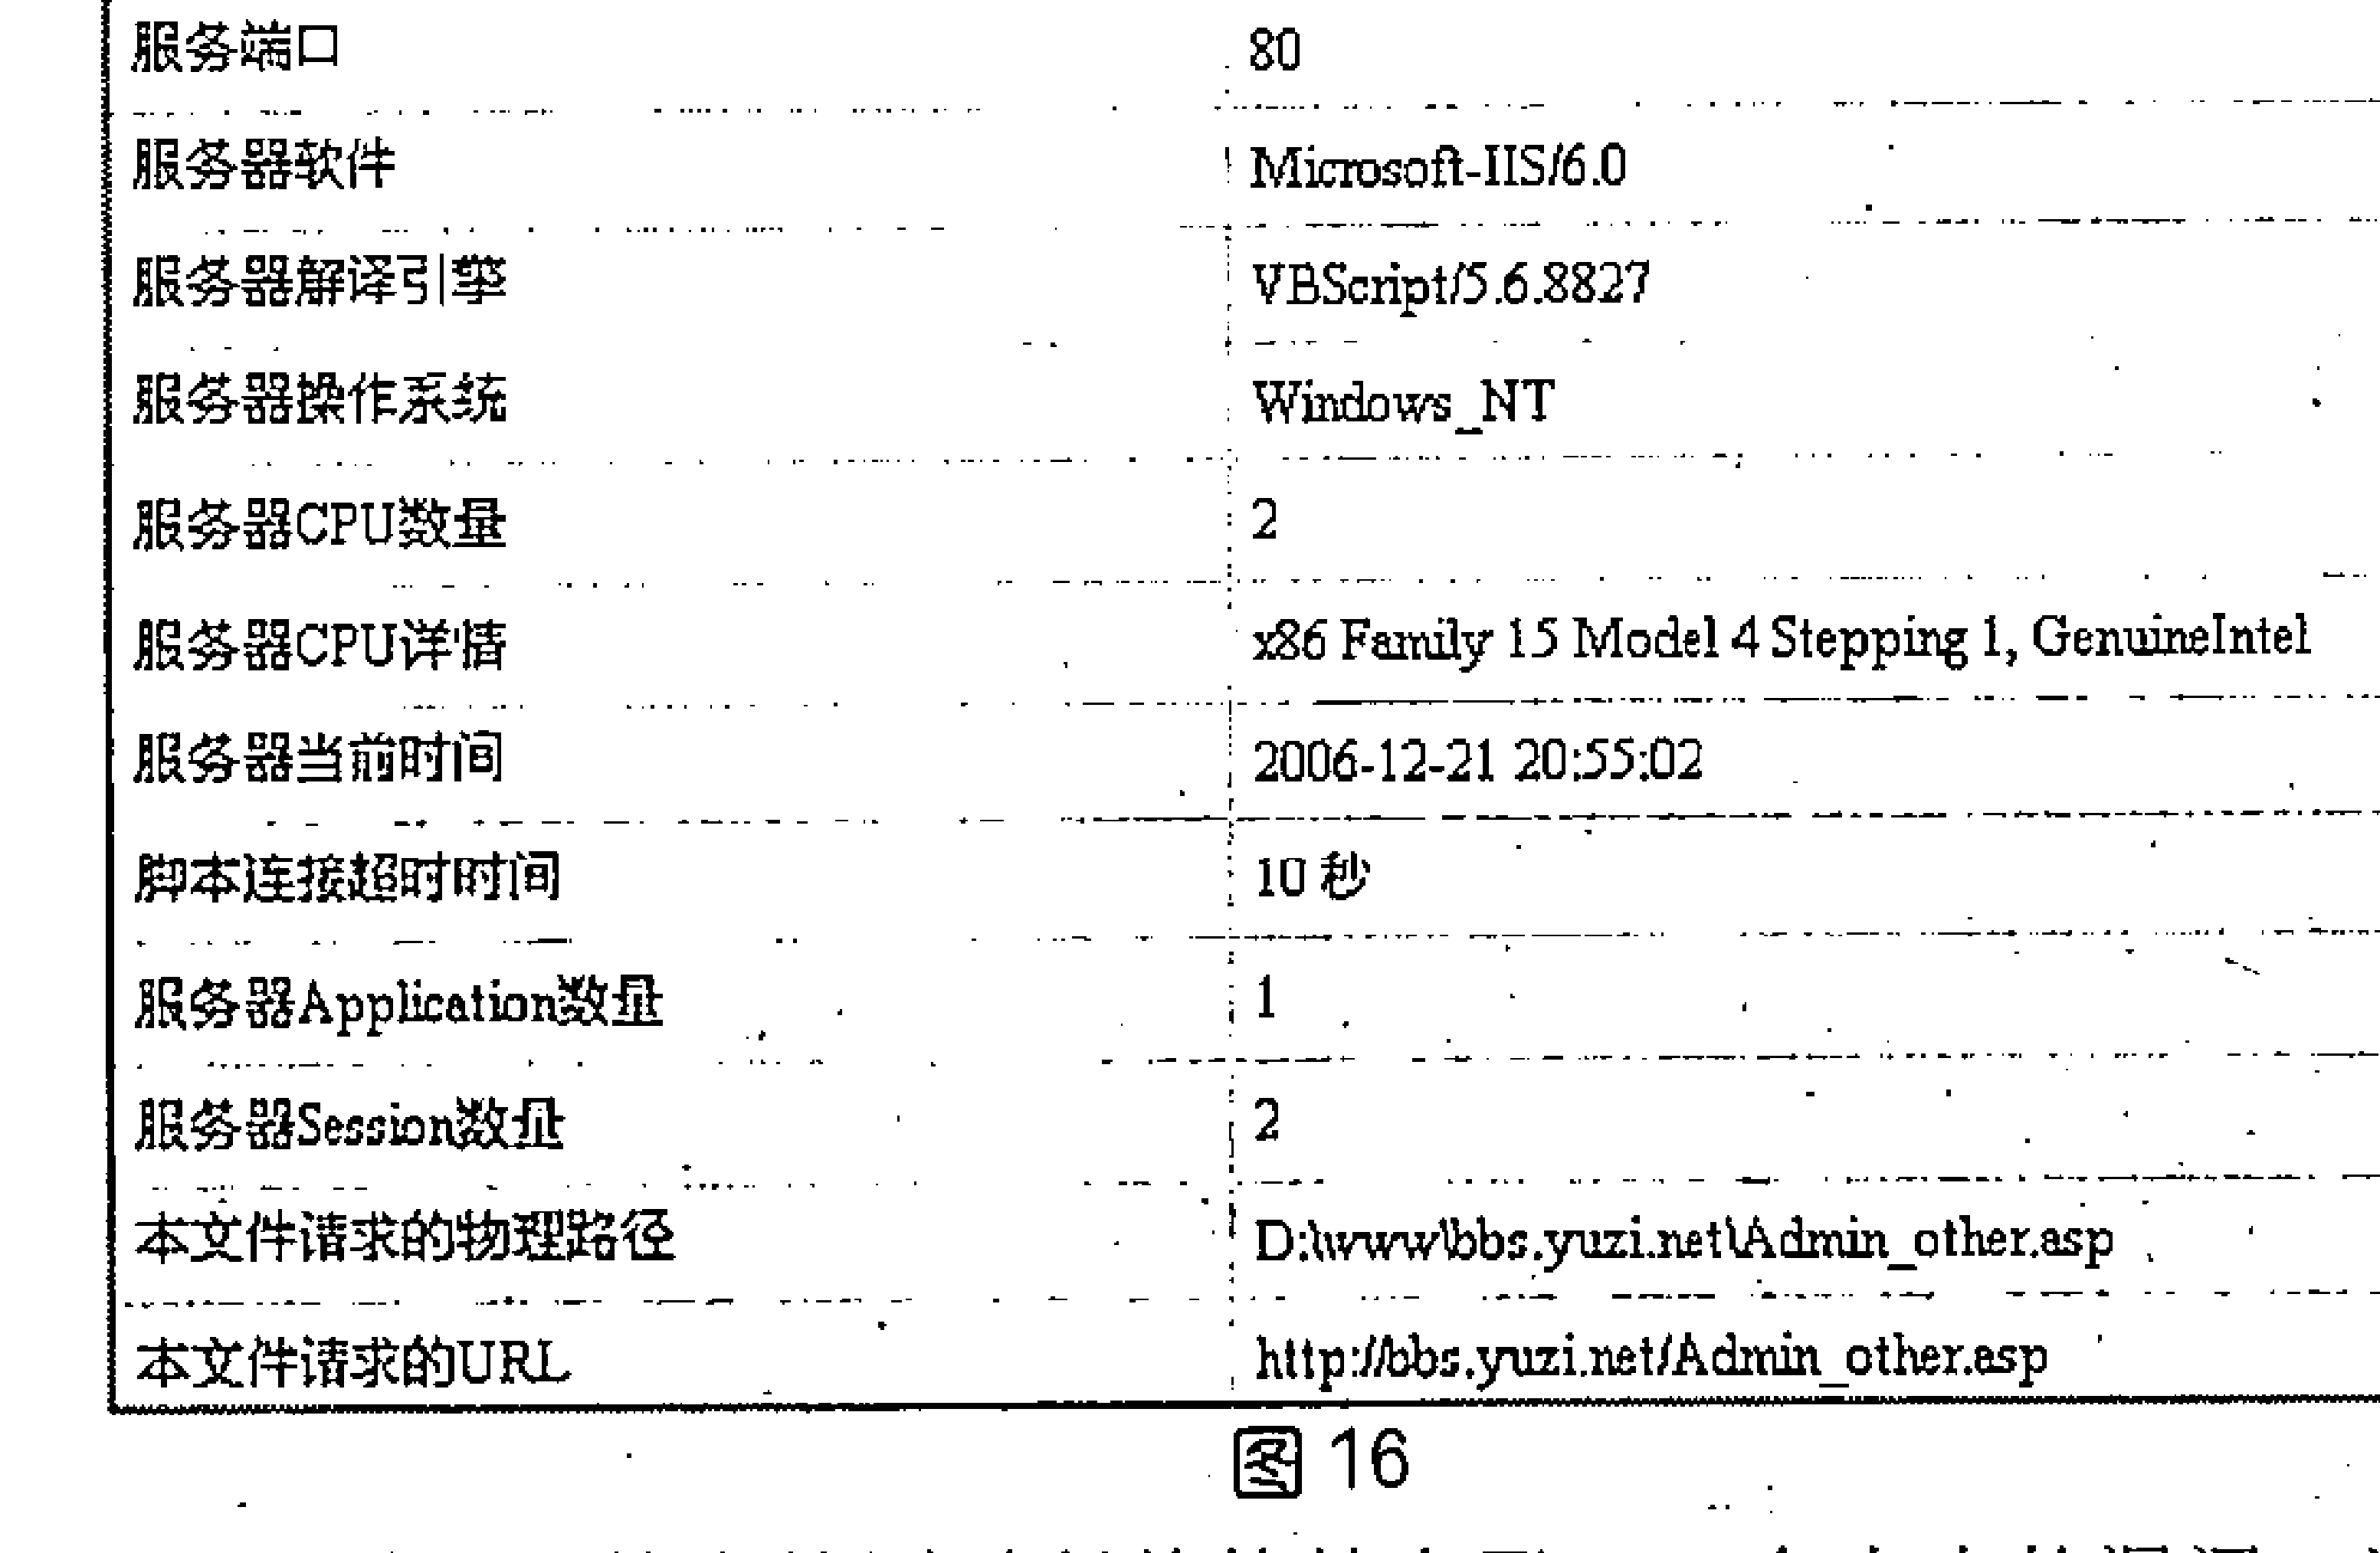 服务端口 80
服务器软件 Microsoft-IIS/6.0
服务器解译引擎 VBScript/5.6.8827
服务器操作系统 Windows_NT
服务器CPU数量 2
服务器CPU详情 x86 Family 15 Model 4 Stepping 1, GenuineIntel
服务器当前时间 2006-12-21 20:55:02
脚本连接超时时间 10 秒
服务器Application数量 1
服务器Session数量 2
本文件请求的物理路径 D:\www\bbs.yuzi.net\Admin_other.asp
本文件请求的URL http://bbs.yuzi.net/Admin_other.asp
图 16